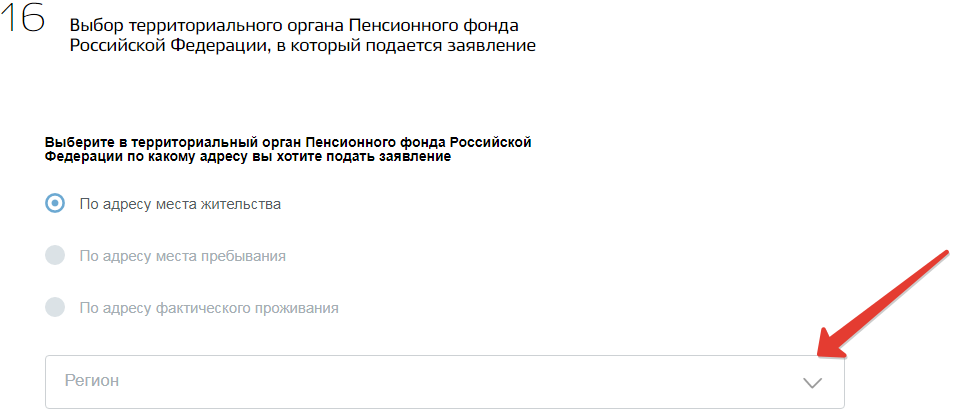 16
Выбор территориального органа Пенсионного фонда
Российской Федерации, в который подается заявление
Выберите в территориальный орган Пенсионного фонда Российской
Федерации по какому адресу вы хотите подать заявление
По адресу места жительства
По адресу места пребывания
По адресу фактического проживания
Регион